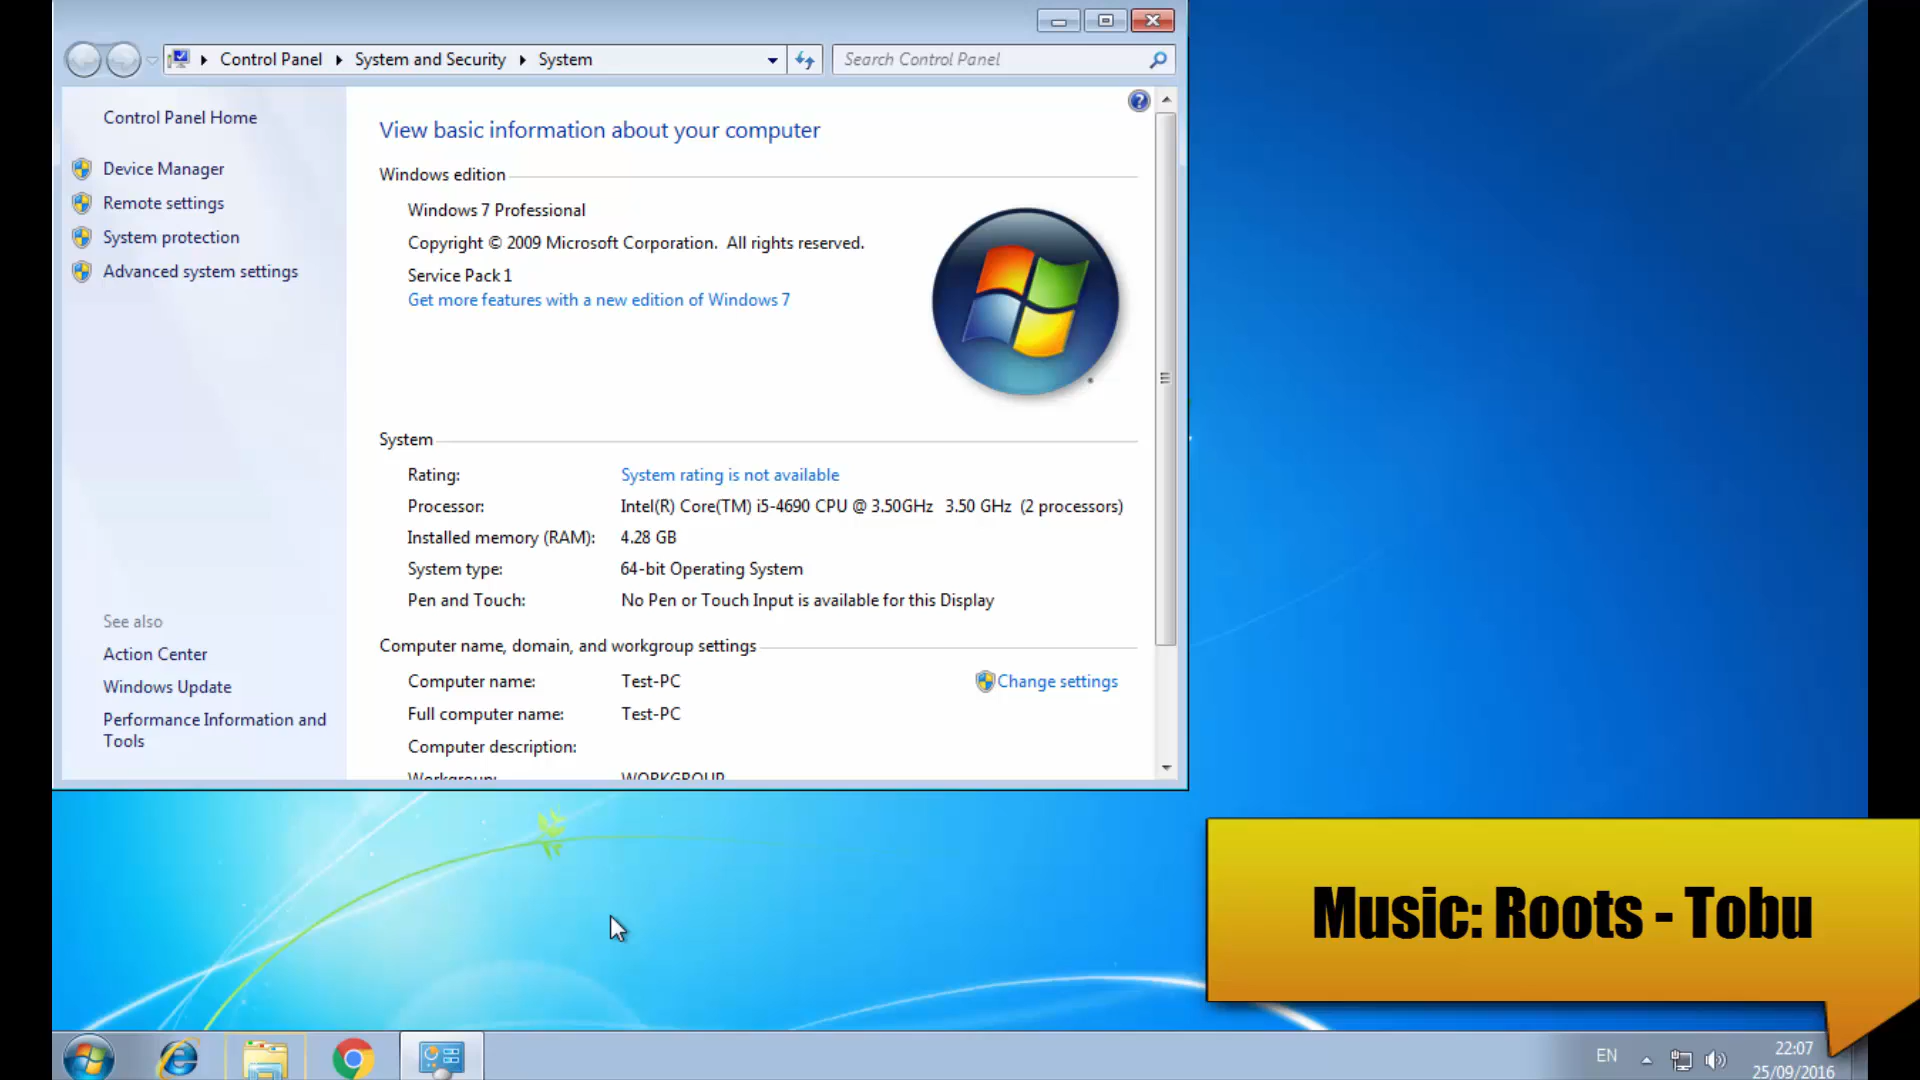 Control Panel
System and Security
System
Search Control Panel
Control Panel Home
Device Manager
Remote settings
System protection
Advanced system settings
See also
Action Center
Windows Update
Performance Information and
Tools
View basic information about your computer
Windows edition
Windows 7 Professional
Copyright © 2009 Microsoft Corporation. All rights reserved.
Service Pack 1
Get more features with a new edition of Windows 7
System
Rating: System rating is not available
Processor: Intel(R) Core(TM) i5-4690 CPU @ 3.50GHz 3.50 GHz (2 processors)
Installed memory (RAM): 4.28 GB
System type: 64-bit Operating System
Pen and Touch: No Pen or Touch Input is available for this Display
Computer name, domain, and workgroup settings
Computer name: Test-PC
Change settings
Full computer name: Test-PC
Computer description:
Workgroup: WORKGROUP
Music: Roots - Tobu
EN
22:07
25/09/2016